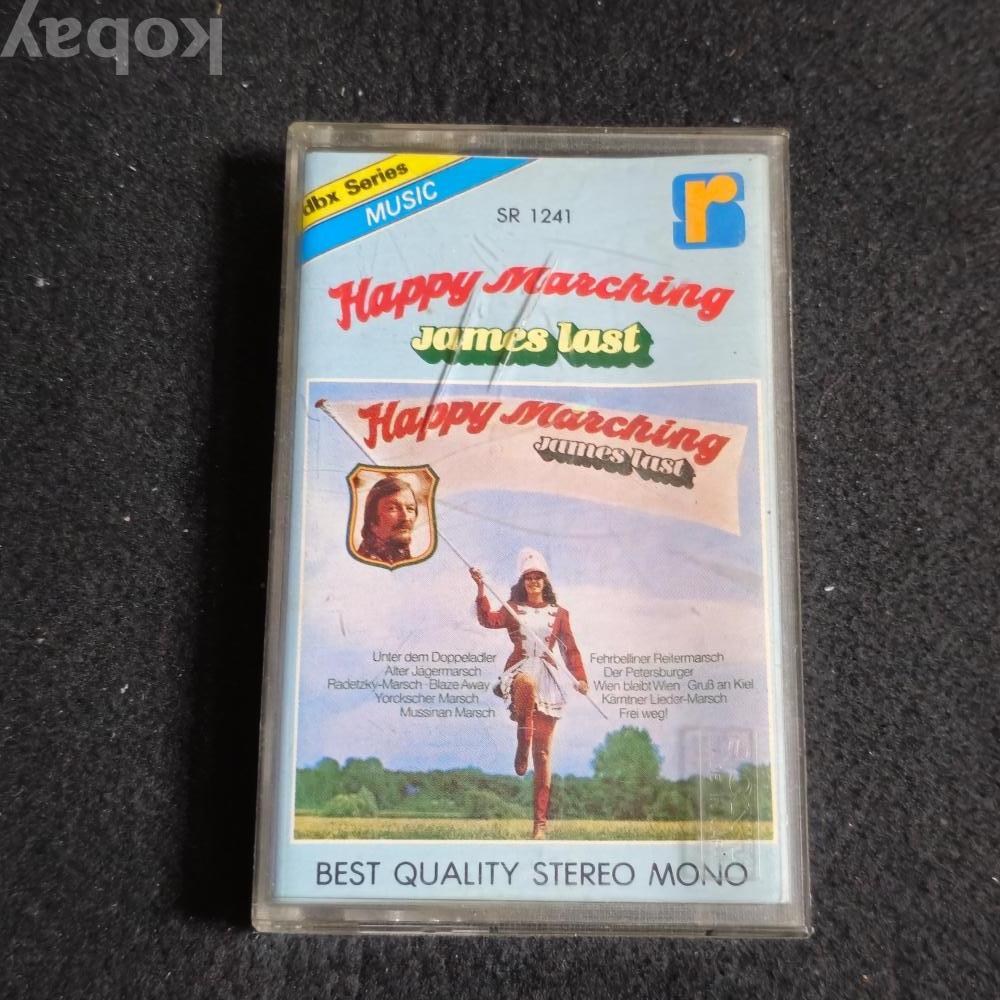 kobay
dbx Series
MUSIC
SR 1241
sr
Happy Marching
James last
Happy Marching
James last
Unter dem Doppeladler
Alter Jägermarsch
Radetzky-Marsch · Blaze Away
Yorckscher Marsch
Mussinan Marsch
Fehrbelliner Reitermarsch
Der Petersburger
Wien bleibt Wien · Gruß an Kiel
Kärntner Lieder-Marsch
Frei weg!
BEST QUALITY STEREO MONO